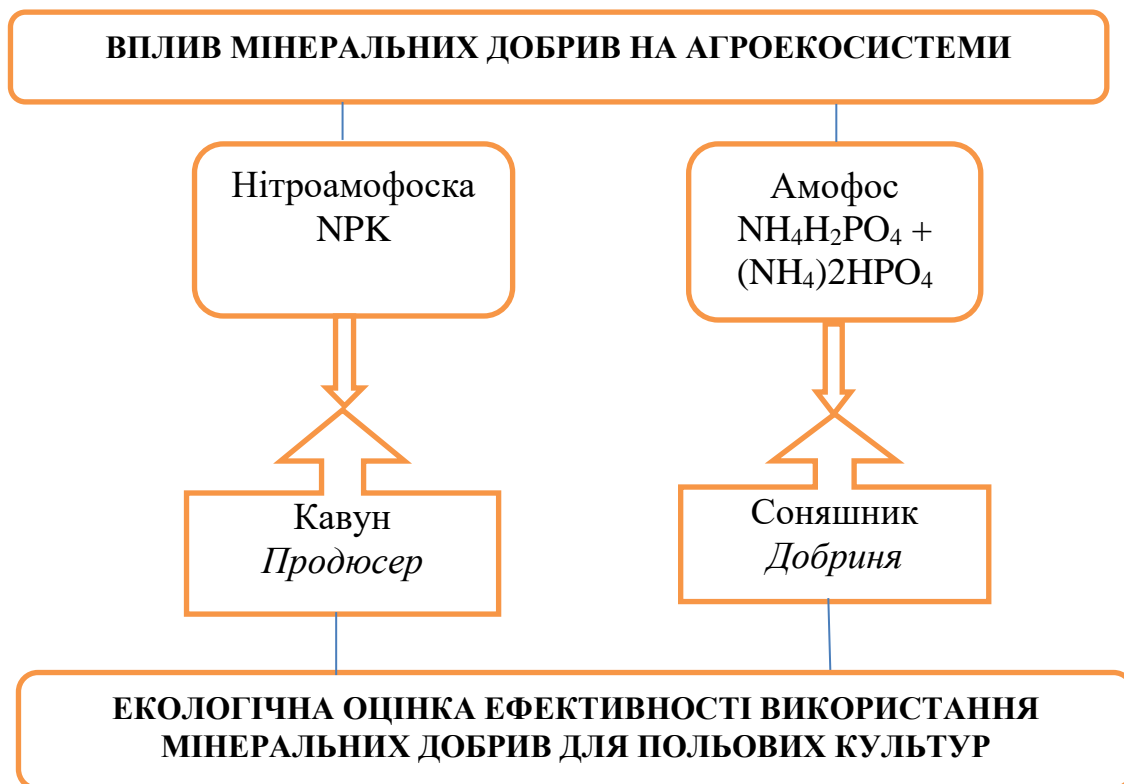 ВПЛИВ МІНЕРАЛЬНИХ ДОБРИВ НА АГРОЕКОСИСТЕМИ
Нітроамофоска
NPK
Амофос
NH₄H₂PO₄ +
(NH₄)2HPO₄
Кавун
Продюсер
Соняшник
Добриня
ЕКОЛОГІЧНА ОЦІНКА ЕФЕКТИВНОСТІ ВИКОРИСТАННЯ
МІНЕРАЛЬНИХ ДОБРИВ ДЛЯ ПОЛЬОВИХ КУЛЬТУР